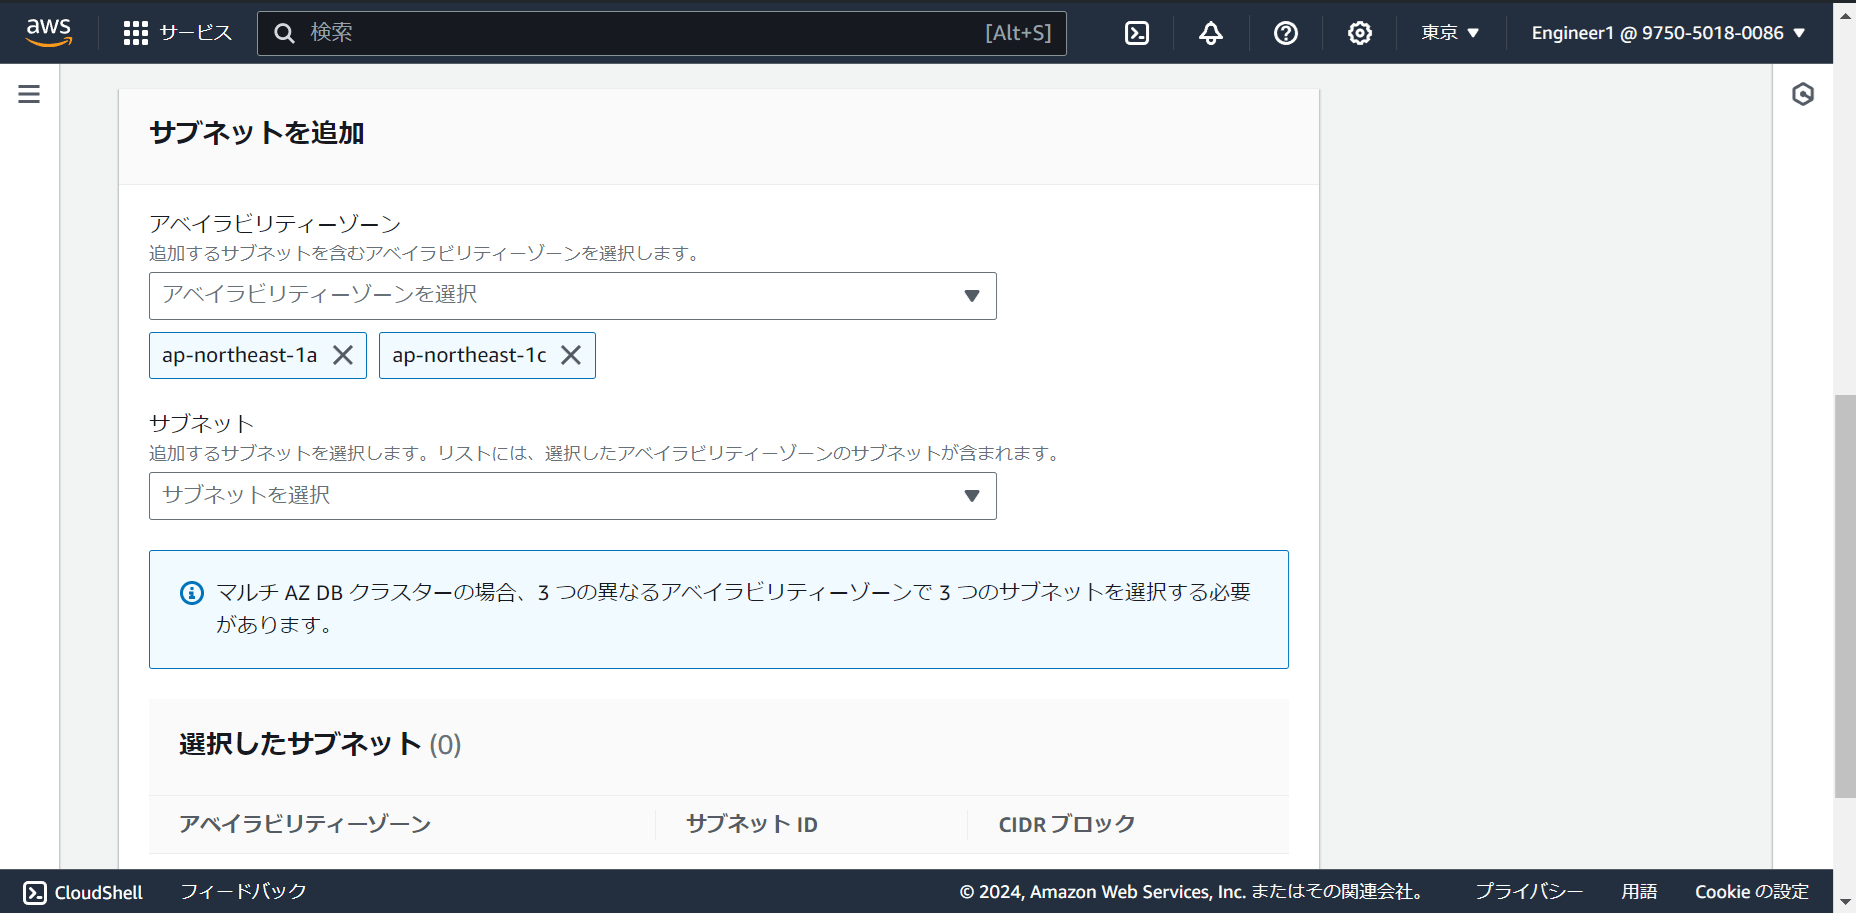 aws サービス 検索 [Alt+S] 東京 Engineer1 @ 9750-5018-0086
サブネットを追加
アベイラビリティーゾーン
追加するサブネットを含むアベイラビリティーゾーンを選択します。
アベイラビリティーゾーンを選択
ap-northeast-1a ap-northeast-1c
サブネット
追加するサブネットを選択します。リストには、選択したアベイラビリティーゾーンのサブネットが含まれます。
サブネットを選択
マルチ AZ DB クラスターの場合、3 つの異なるアベイラビリティーゾーンで 3 つのサブネットを選択する必要
があります。
選択したサブネット (0)
アベイラビリティーゾーン サブネット ID CIDR ブロック
CloudShell フィードバック © 2024, Amazon Web Services, Inc. またはその関連会社。 プライバシー 用語 Cookie の設定